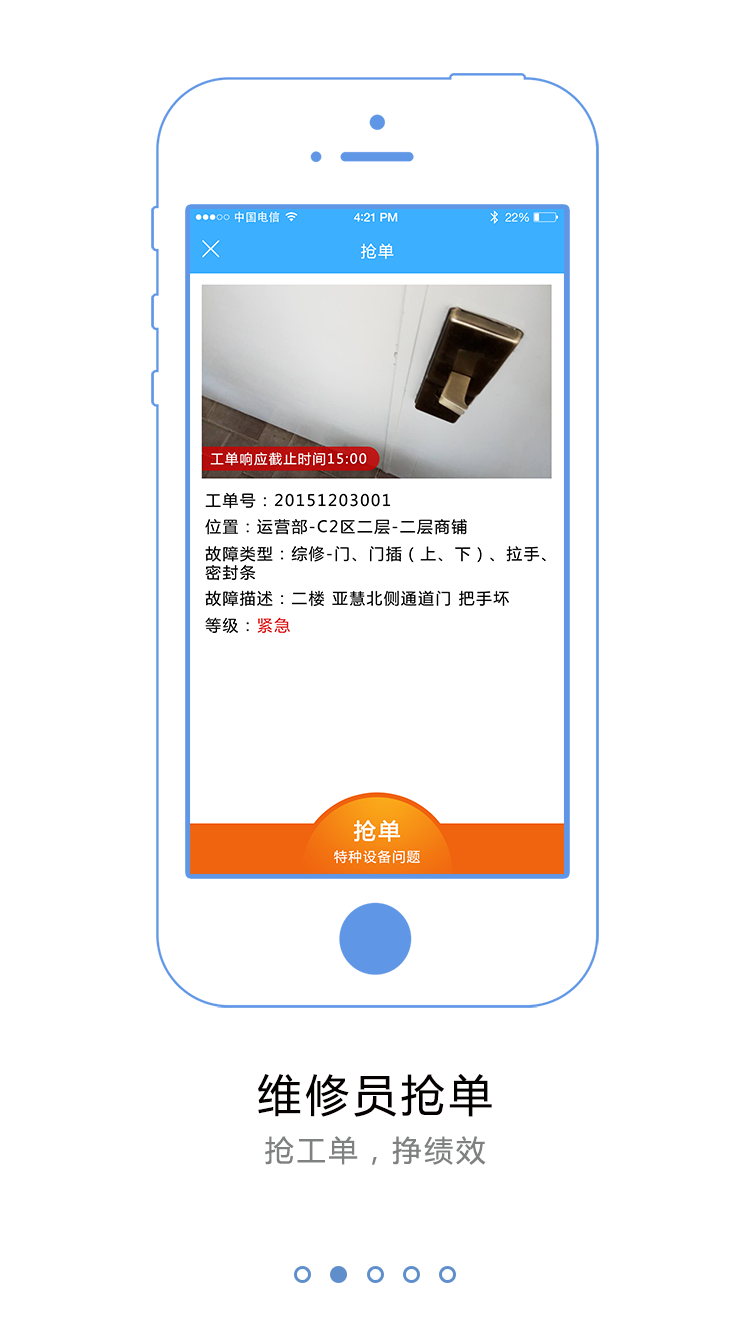 中国电信
4:21 PM
22%
抢单
工单响应截止时间15:00
工单号：20151203001
位置：运营部-C2区二层-二层商铺
故障类型：综修-门、门插（上、下）、拉手、
密封条
故障描述：二楼 亚慧北侧通道门 把手坏
等级：紧急
抢单
特种设备问题
维修员抢单
抢工单，挣绩效